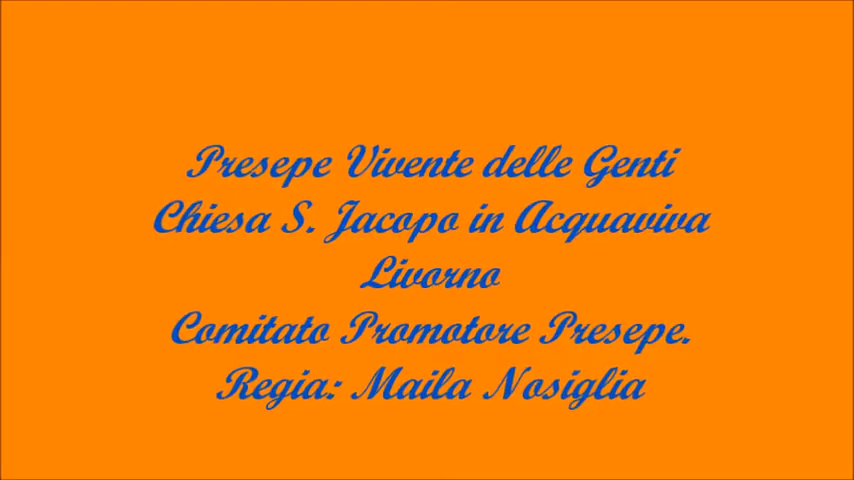 Presepe Vivente delle Genti
Chiesa S. Jacopo in Acquaviva
Livorno
Comitato Promotore Presepe.
Regia: Maila Nosiglia